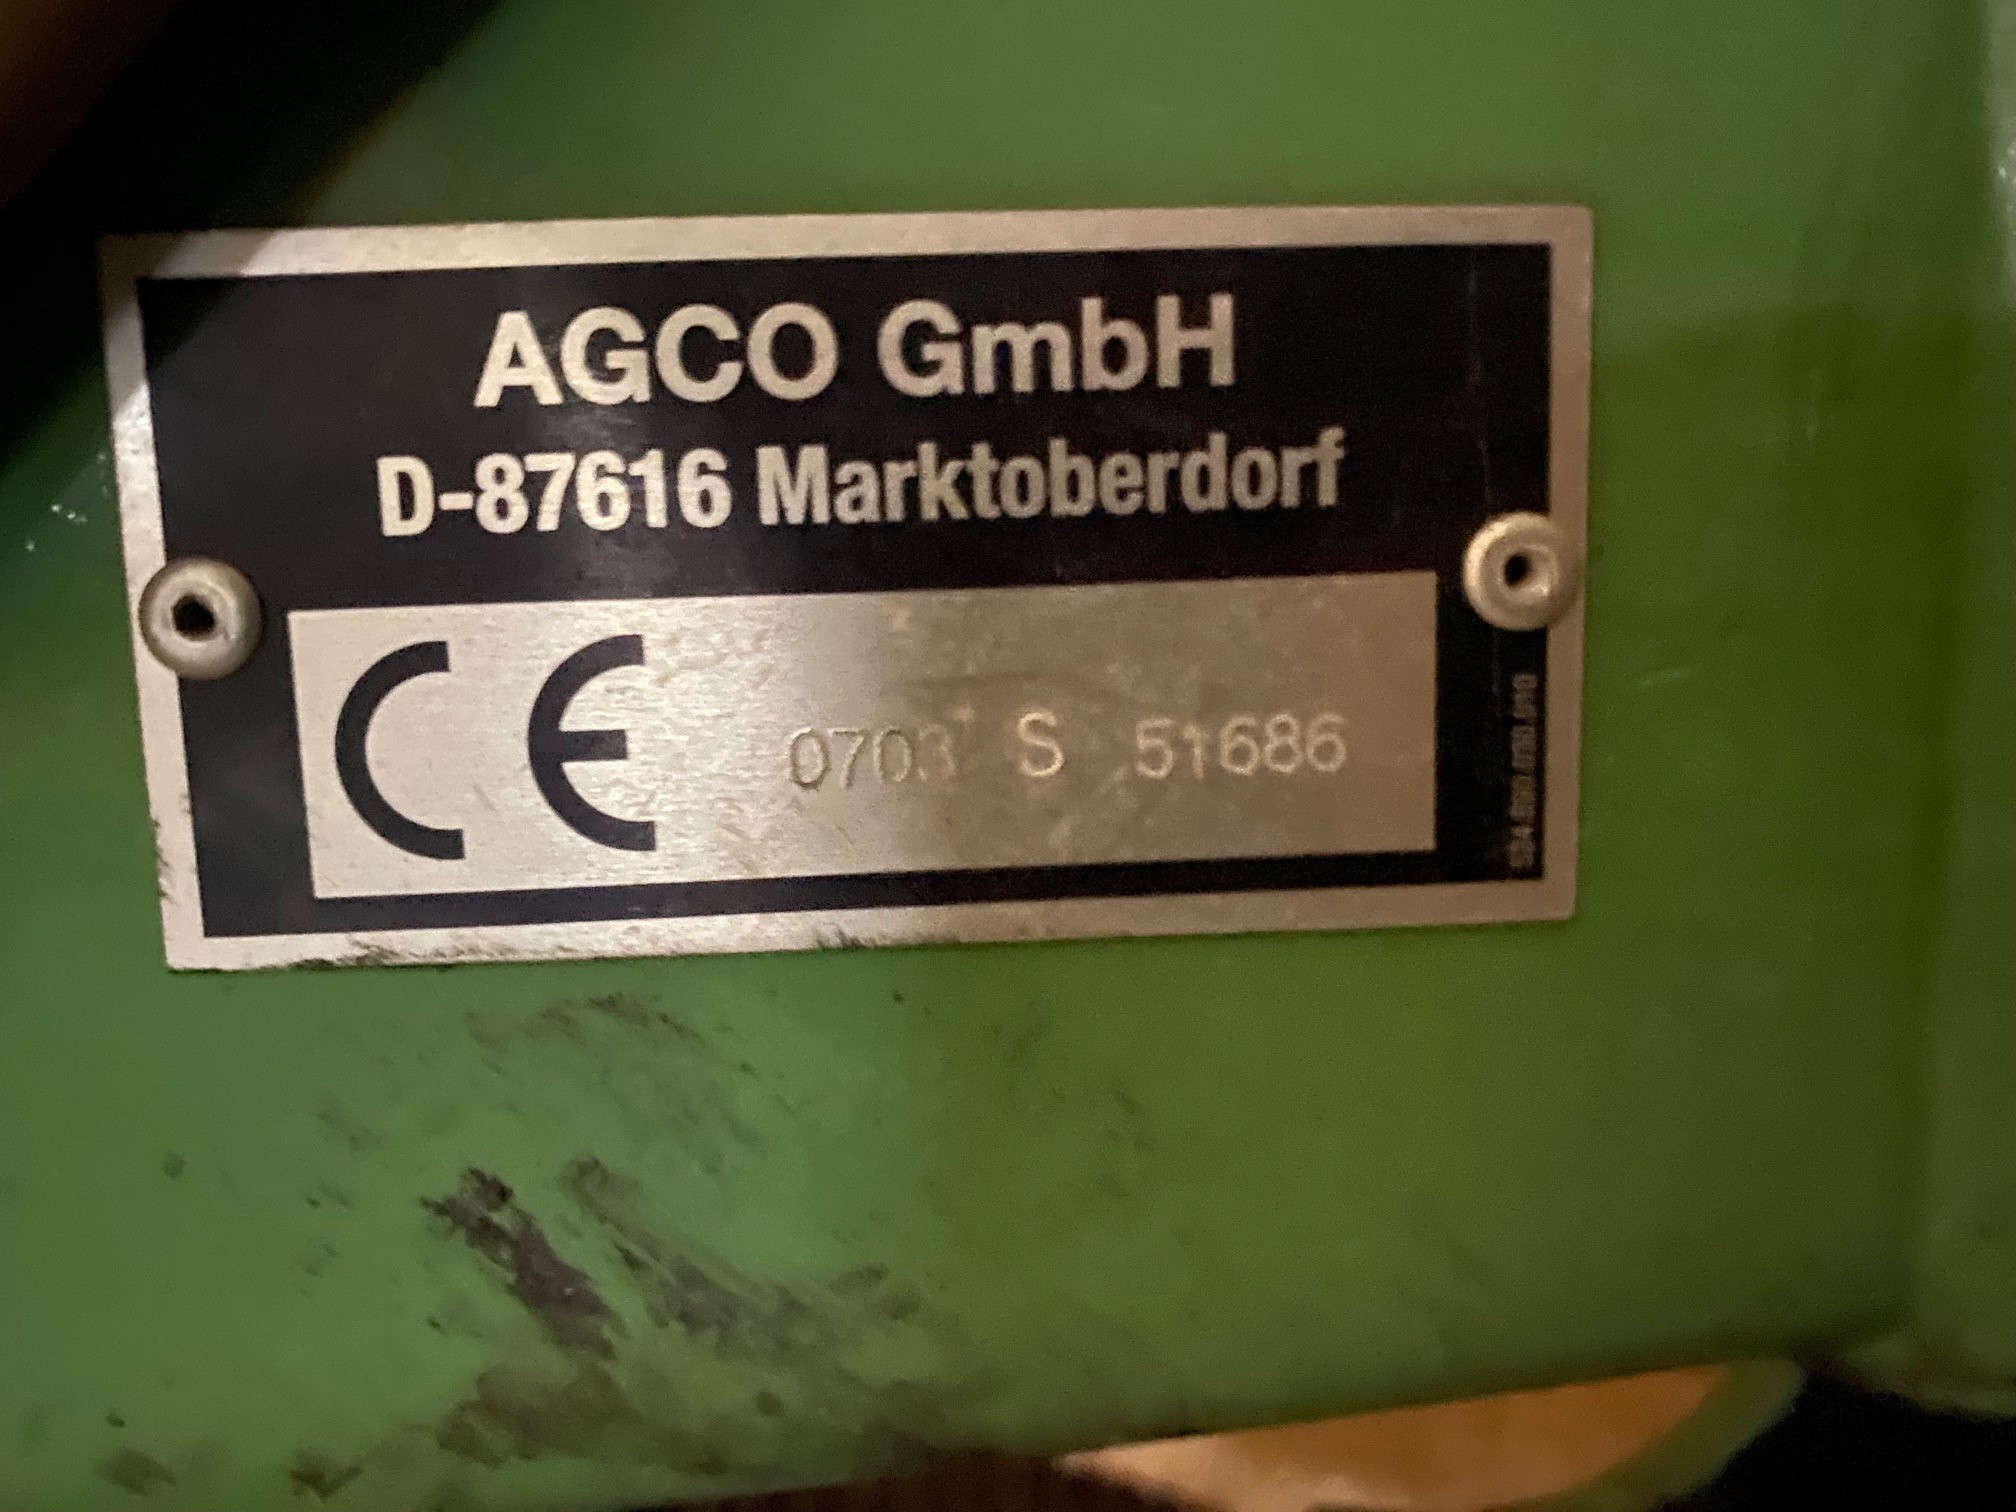 AGCO GmbH
D-87616 Marktoberdorf
CE 0703 S 51686